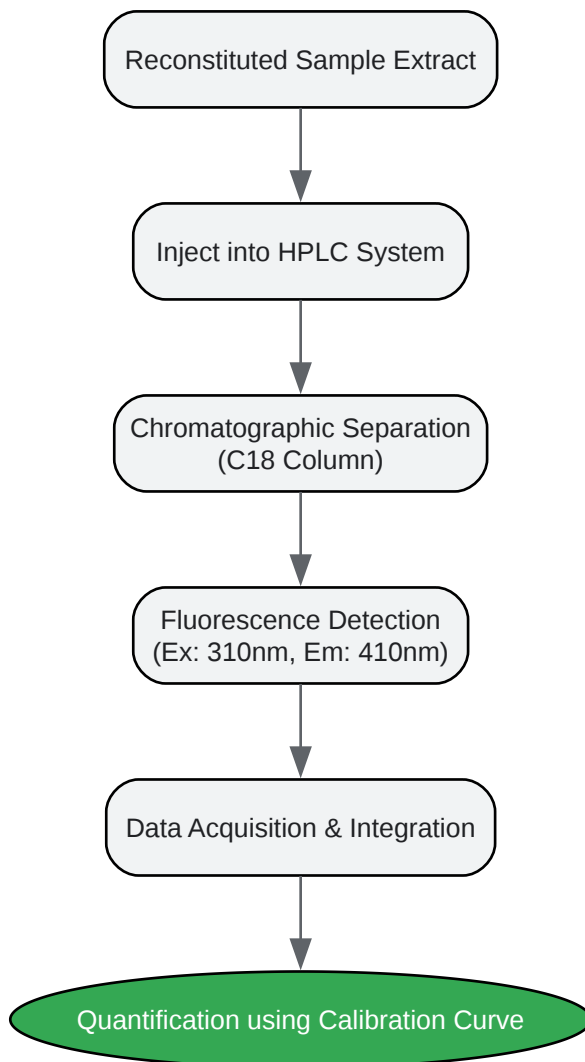 Reconstituted Sample Extract
Inject into HPLC System
Chromatographic Separation
(C18 Column)
Fluorescence Detection
(Ex: 310nm, Em: 410nm)
Data Acquisition & Integration
Quantification using Calibration Curve